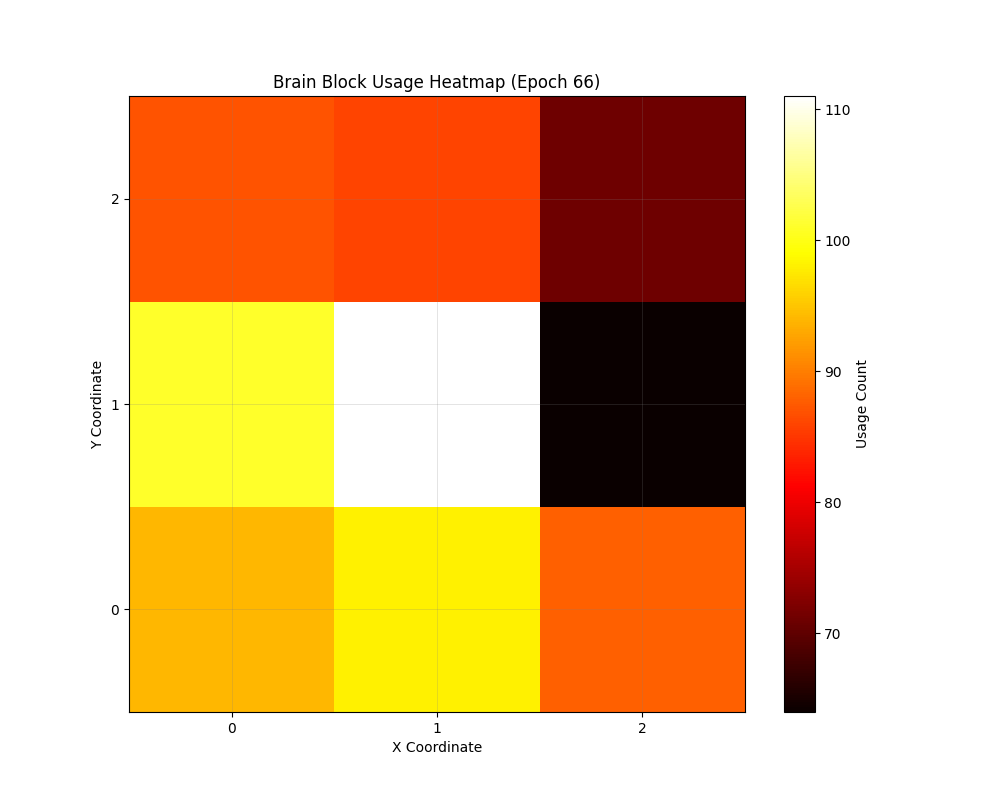 Brain Block Usage Heatmap (Epoch 66)
2
1
0
Y Coordinate
0 1 2
X Coordinate
110
100
90
80
70
Usage Count